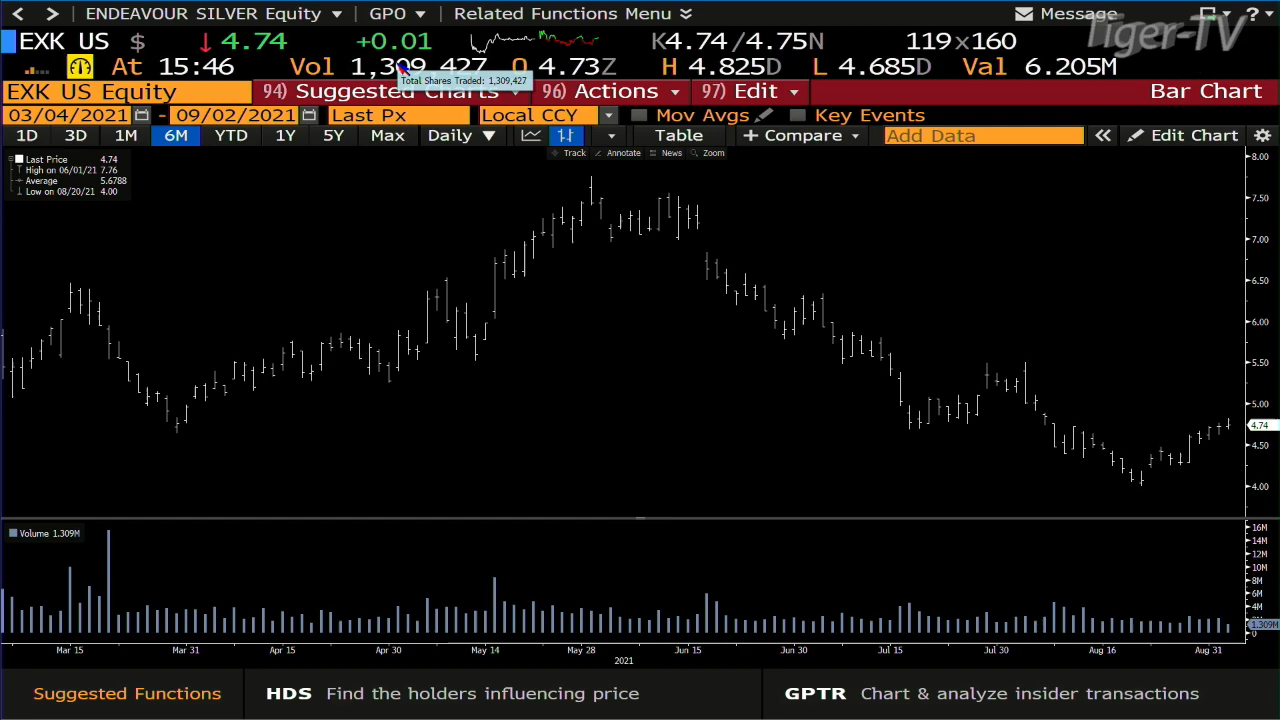 ENDEAVOUR SILVER Equity GPO Related Functions Menu Message ?
Tiger-TV
EXK US $ ↓ 4.74 +0.01 K4.74/4.75N 119x160
At 15:46 Vol 1,309,427 O 4.73Z H 4.825D L 4.685D Val 6.205M
Total Shares Traded: 1,309,427
EXK US Equity 94) Suggested Charts 96) Actions 97) Edit Bar Chart
03/04/2021 - 09/02/2021 Last Px Local CCY Mov Avgs Key Events
1D 3D 1M 6M YTD 1Y 5Y Max Daily ▼ Table + Compare Add Data « Edit Chart
Track Annotate News Zoom
Last Price 4.74
High on 06/01/21 7.76
Average 5.6788
Low on 08/20/21 4.00
8.00
7.50
7.00
6.50
6.00
5.50
5.00
4.74
4.50
4.00
Volume 1.309M
16M
14M
12M
10M
8M
6M
4M
1.309M
0
Mar 15 Mar 31 Apr 15 Apr 30 May 14 May 28 Jun 15 Jun 30 Jul 15 Jul 30 Aug 16 Aug 31
2021
Suggested Functions HDS Find the holders influencing price GPTR Chart & analyze insider transactions